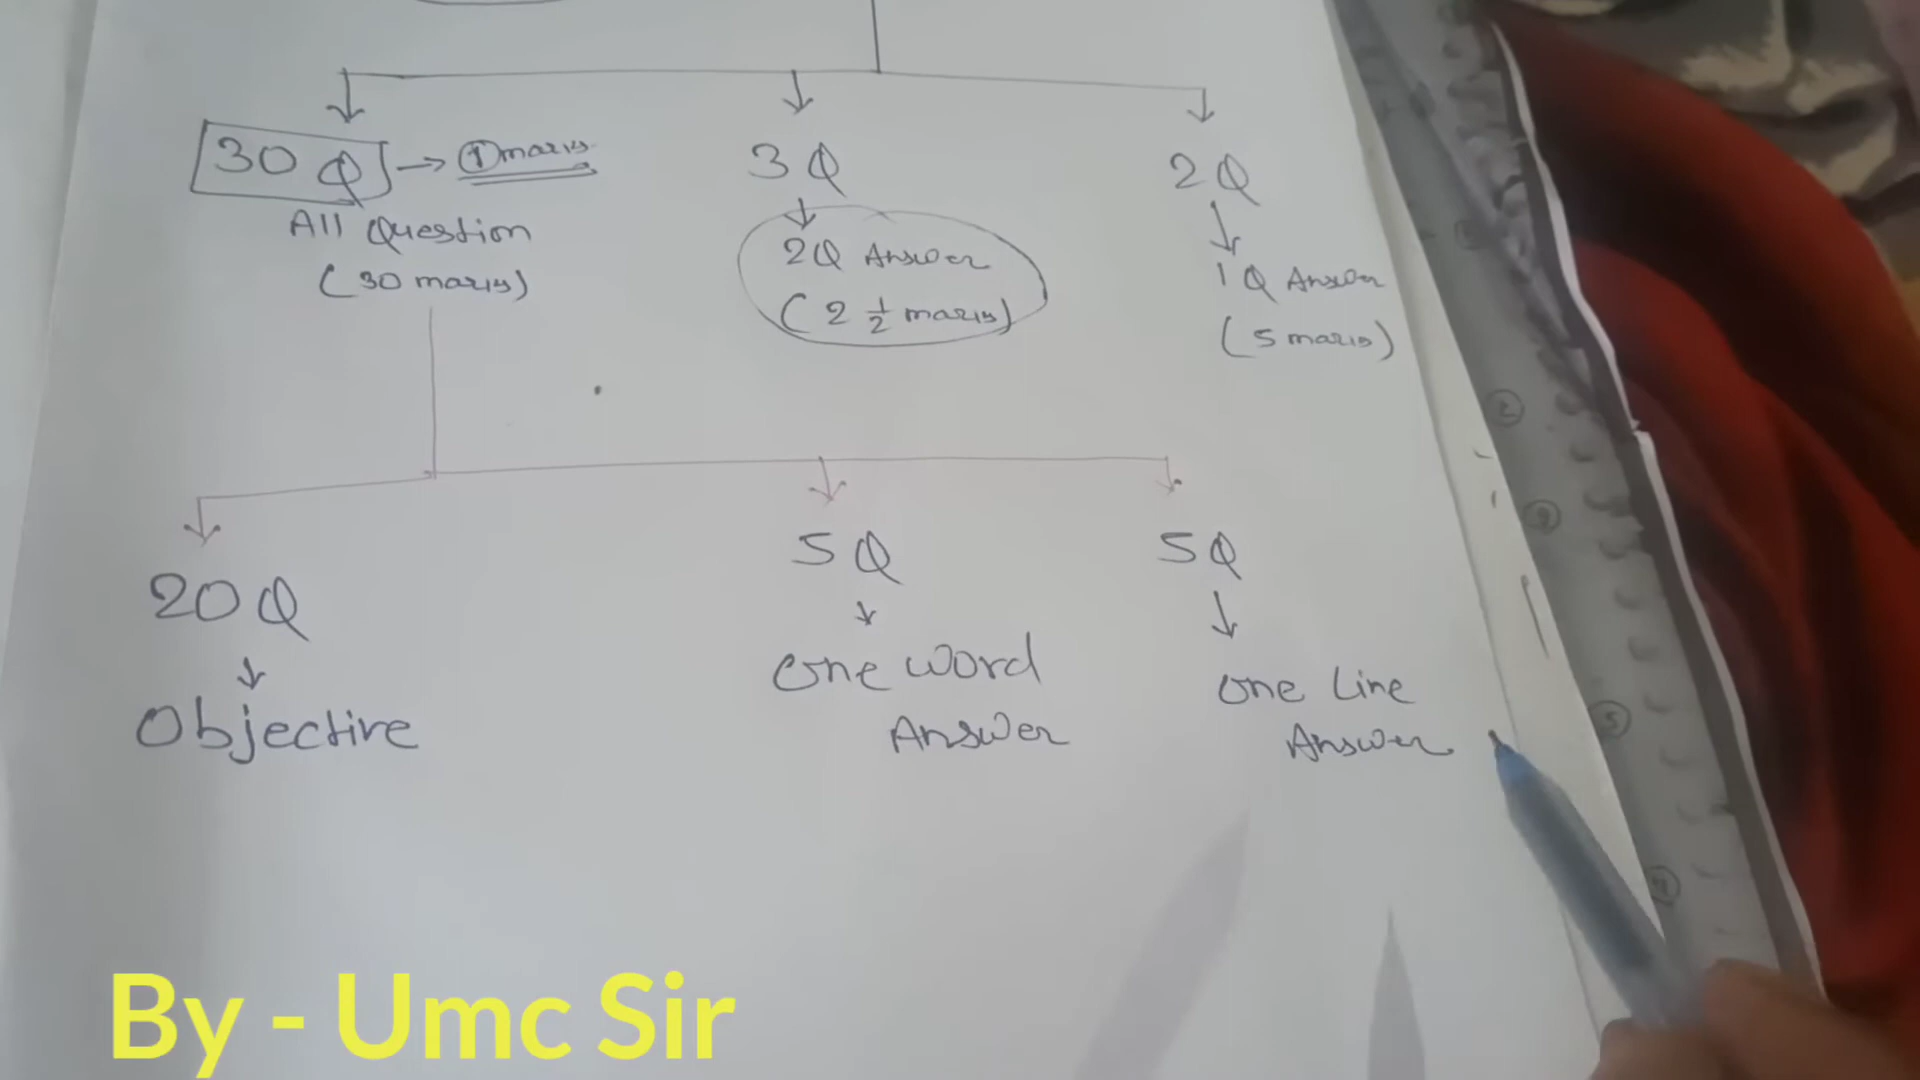 30 Q → 1 marks
All Question
(30 marks)
3 Q
2Q Answer
(2 1/2 marks)
2 Q
1 Q Answer
(5 marks)
20 Q
Objective
5 Q
one word
Answer
5 Q
one Line
Answer
By - Umc Sir